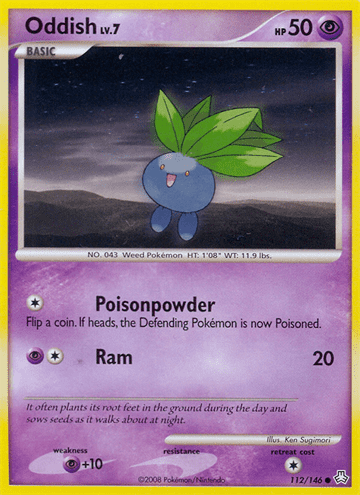 Oddish LV.7 HP 50
BASIC
NO. 043 Weed Pokémon HT: 1'08" WT: 11.9 lbs.
Poisonpowder
Flip a coin. If heads, the Defending Pokémon is now Poisoned.
Ram 20
It often plants its root feet in the ground during the day and
sows seeds as it walks about at night.
Illus. Ken Sugimori
weakness resistance retreat cost
+10
©2008 Pokémon/Nintendo 112/146